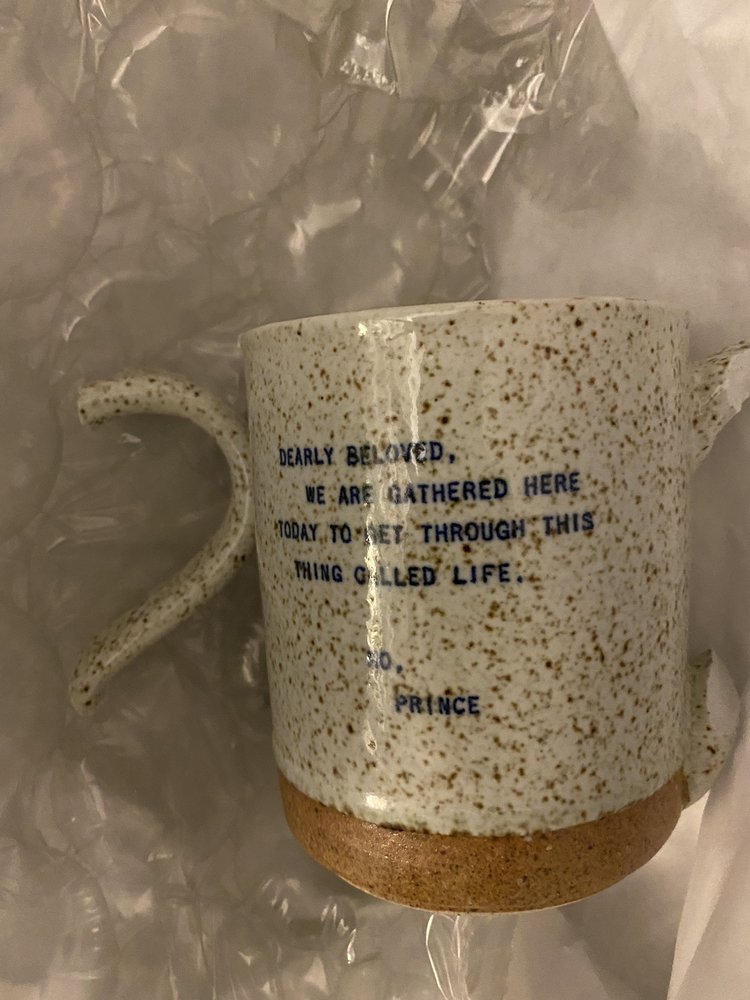 DEARLY BELOVED,
WE ARE GATHERED HERE
TODAY TO GET THROUGH THIS
THING CALLED LIFE.
XO,
PRINCE